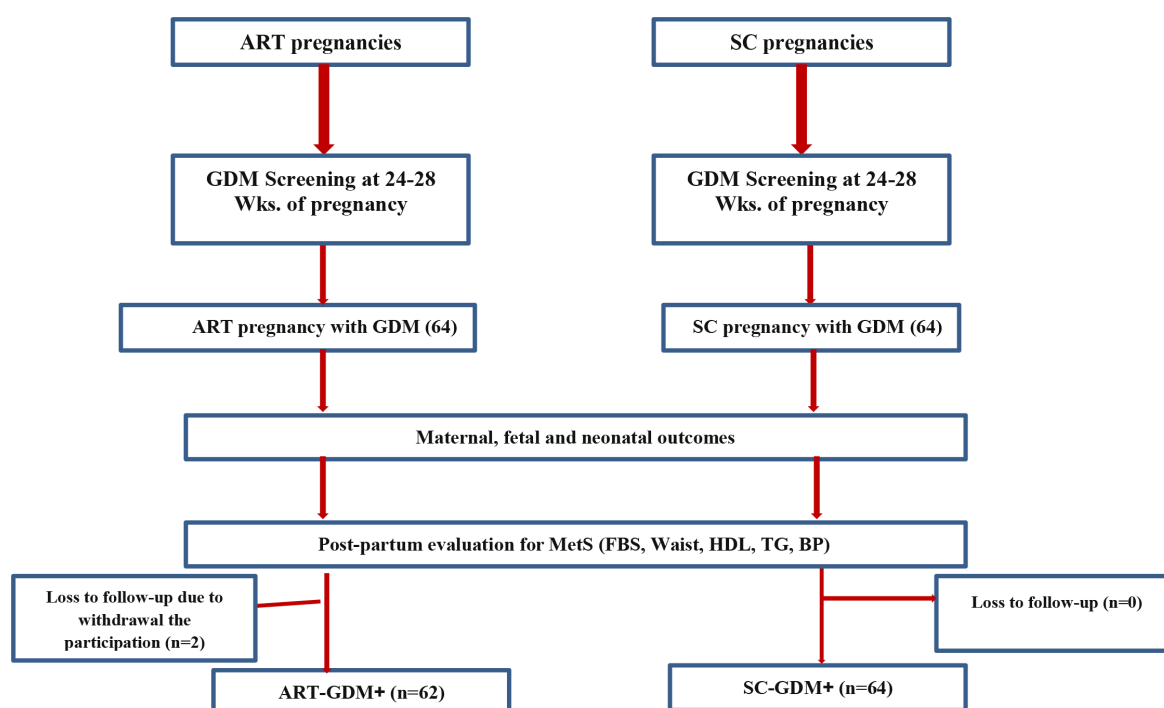 ART pregnancies
SC pregnancies
GDM Screening at 24-28
Wks. of pregnancy
GDM Screening at 24-28
Wks. of pregnancy
ART pregnancy with GDM (64)
SC pregnancy with GDM (64)
Maternal, fetal and neonatal outcomes
Post-partum evaluation for MetS (FBS, Waist, HDL, TG, BP)
Loss to follow-up due to
withdrawal the
participation (n=2)
Loss to follow-up (n=0)
ART-GDM+ (n=62)
SC-GDM+ (n=64)